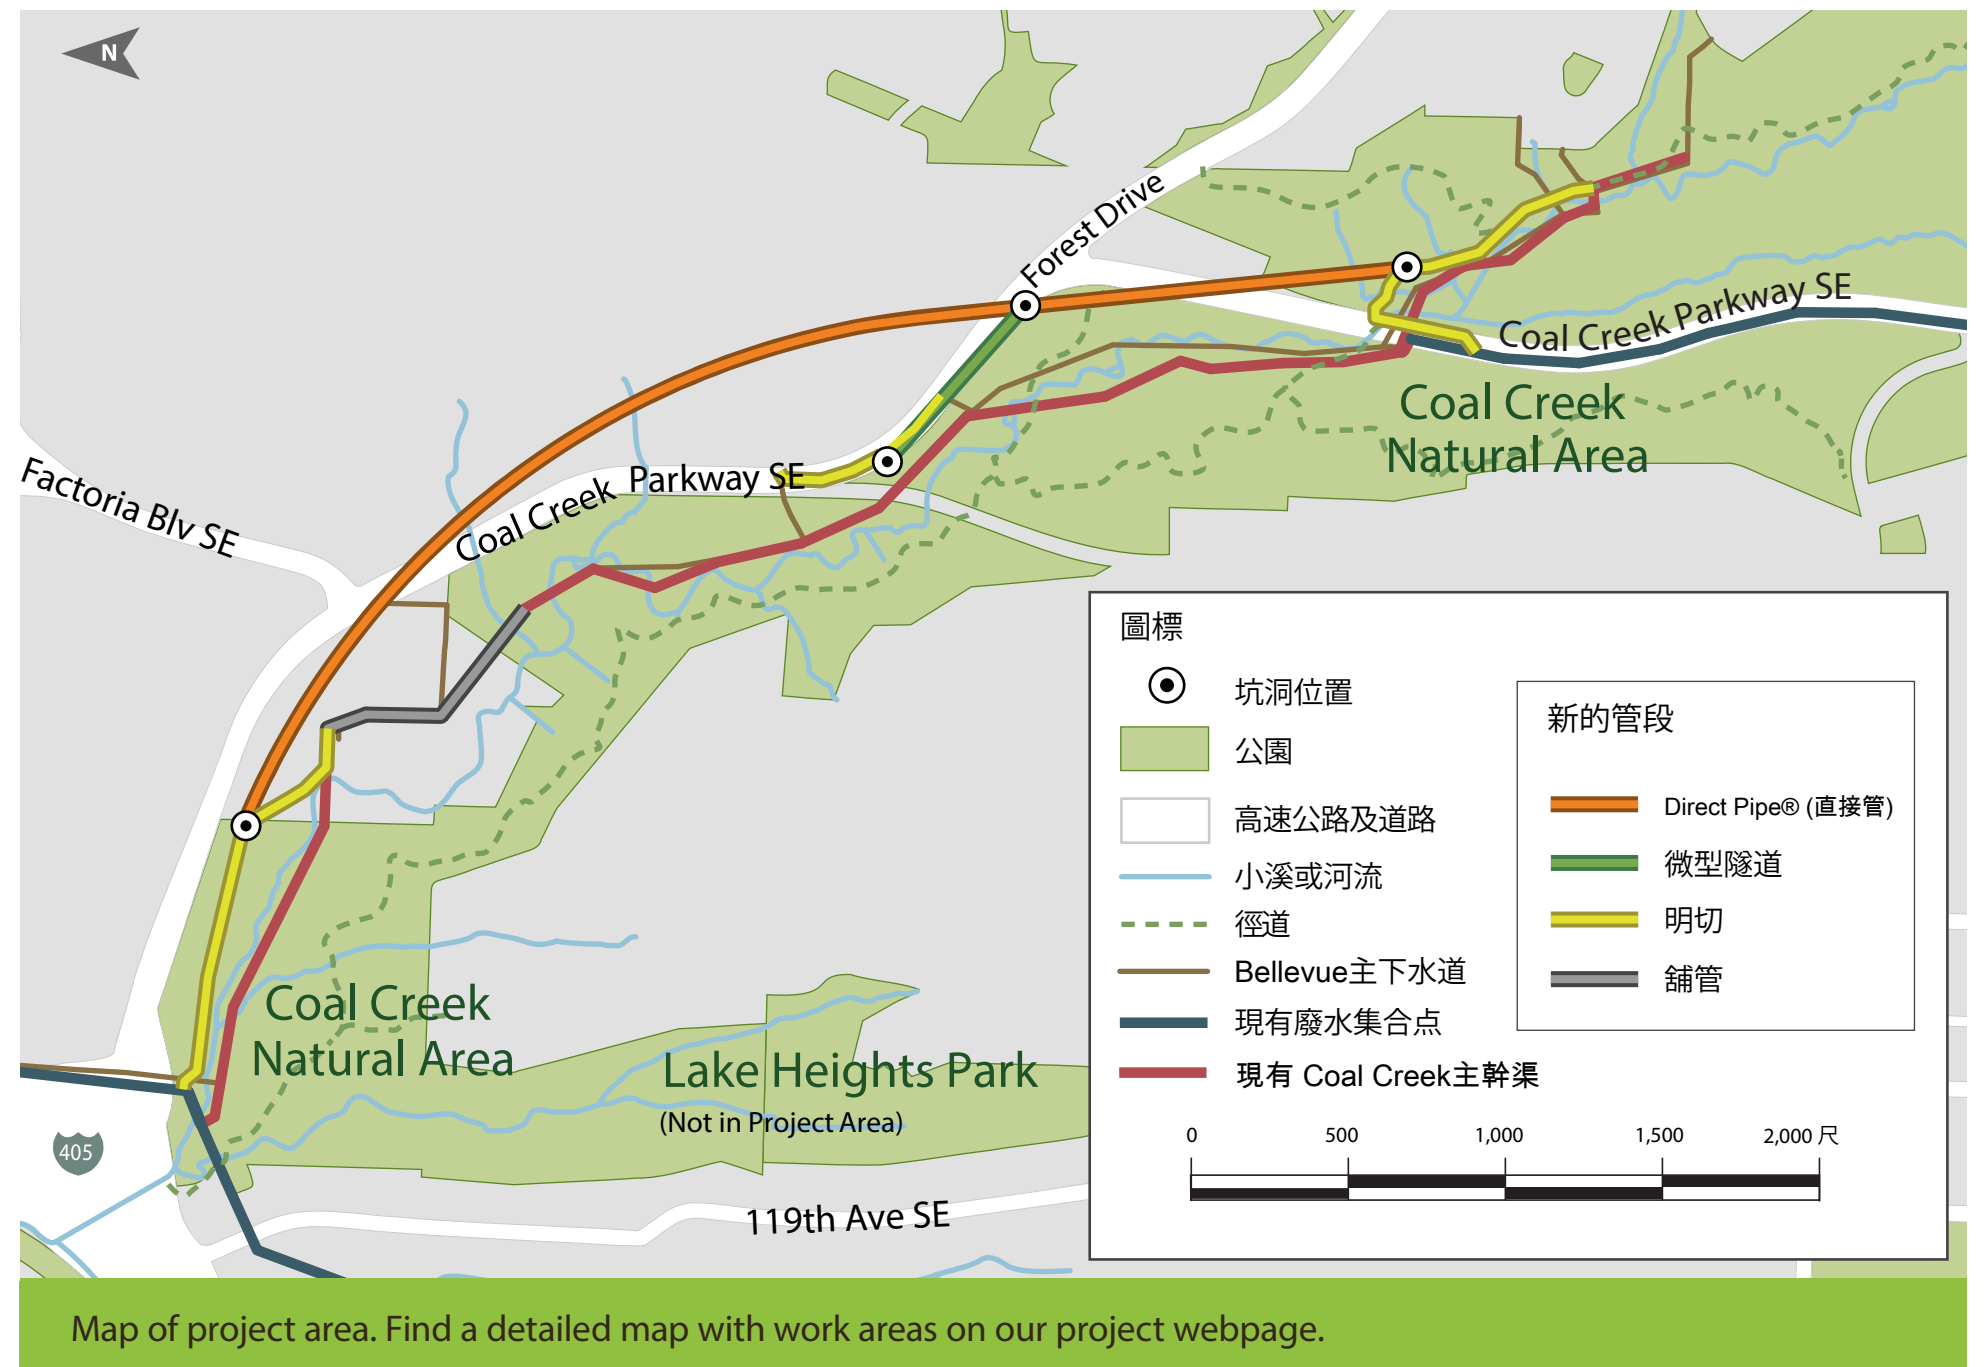 N
Forest Drive
Coal Creek Parkway SE
Coal Creek
Natural Area
Factoria Blv SE
Coal Creek Parkway SE
Coal Creek
Natural Area
Lake Heights Park
(Not in Project Area)
405
119th Ave SE
圖標
坑洞位置
公園
高速公路及道路
小溪或河流
徑道
Bellevue主下水道
現有廢水集合点
現有 Coal Creek主幹渠
新的管段
Direct Pipe® (直接管)
微型隧道
明切
舖管
0 500 1,000 1,500 2,000 尺
Map of project area. Find a detailed map with work areas on our project webpage.